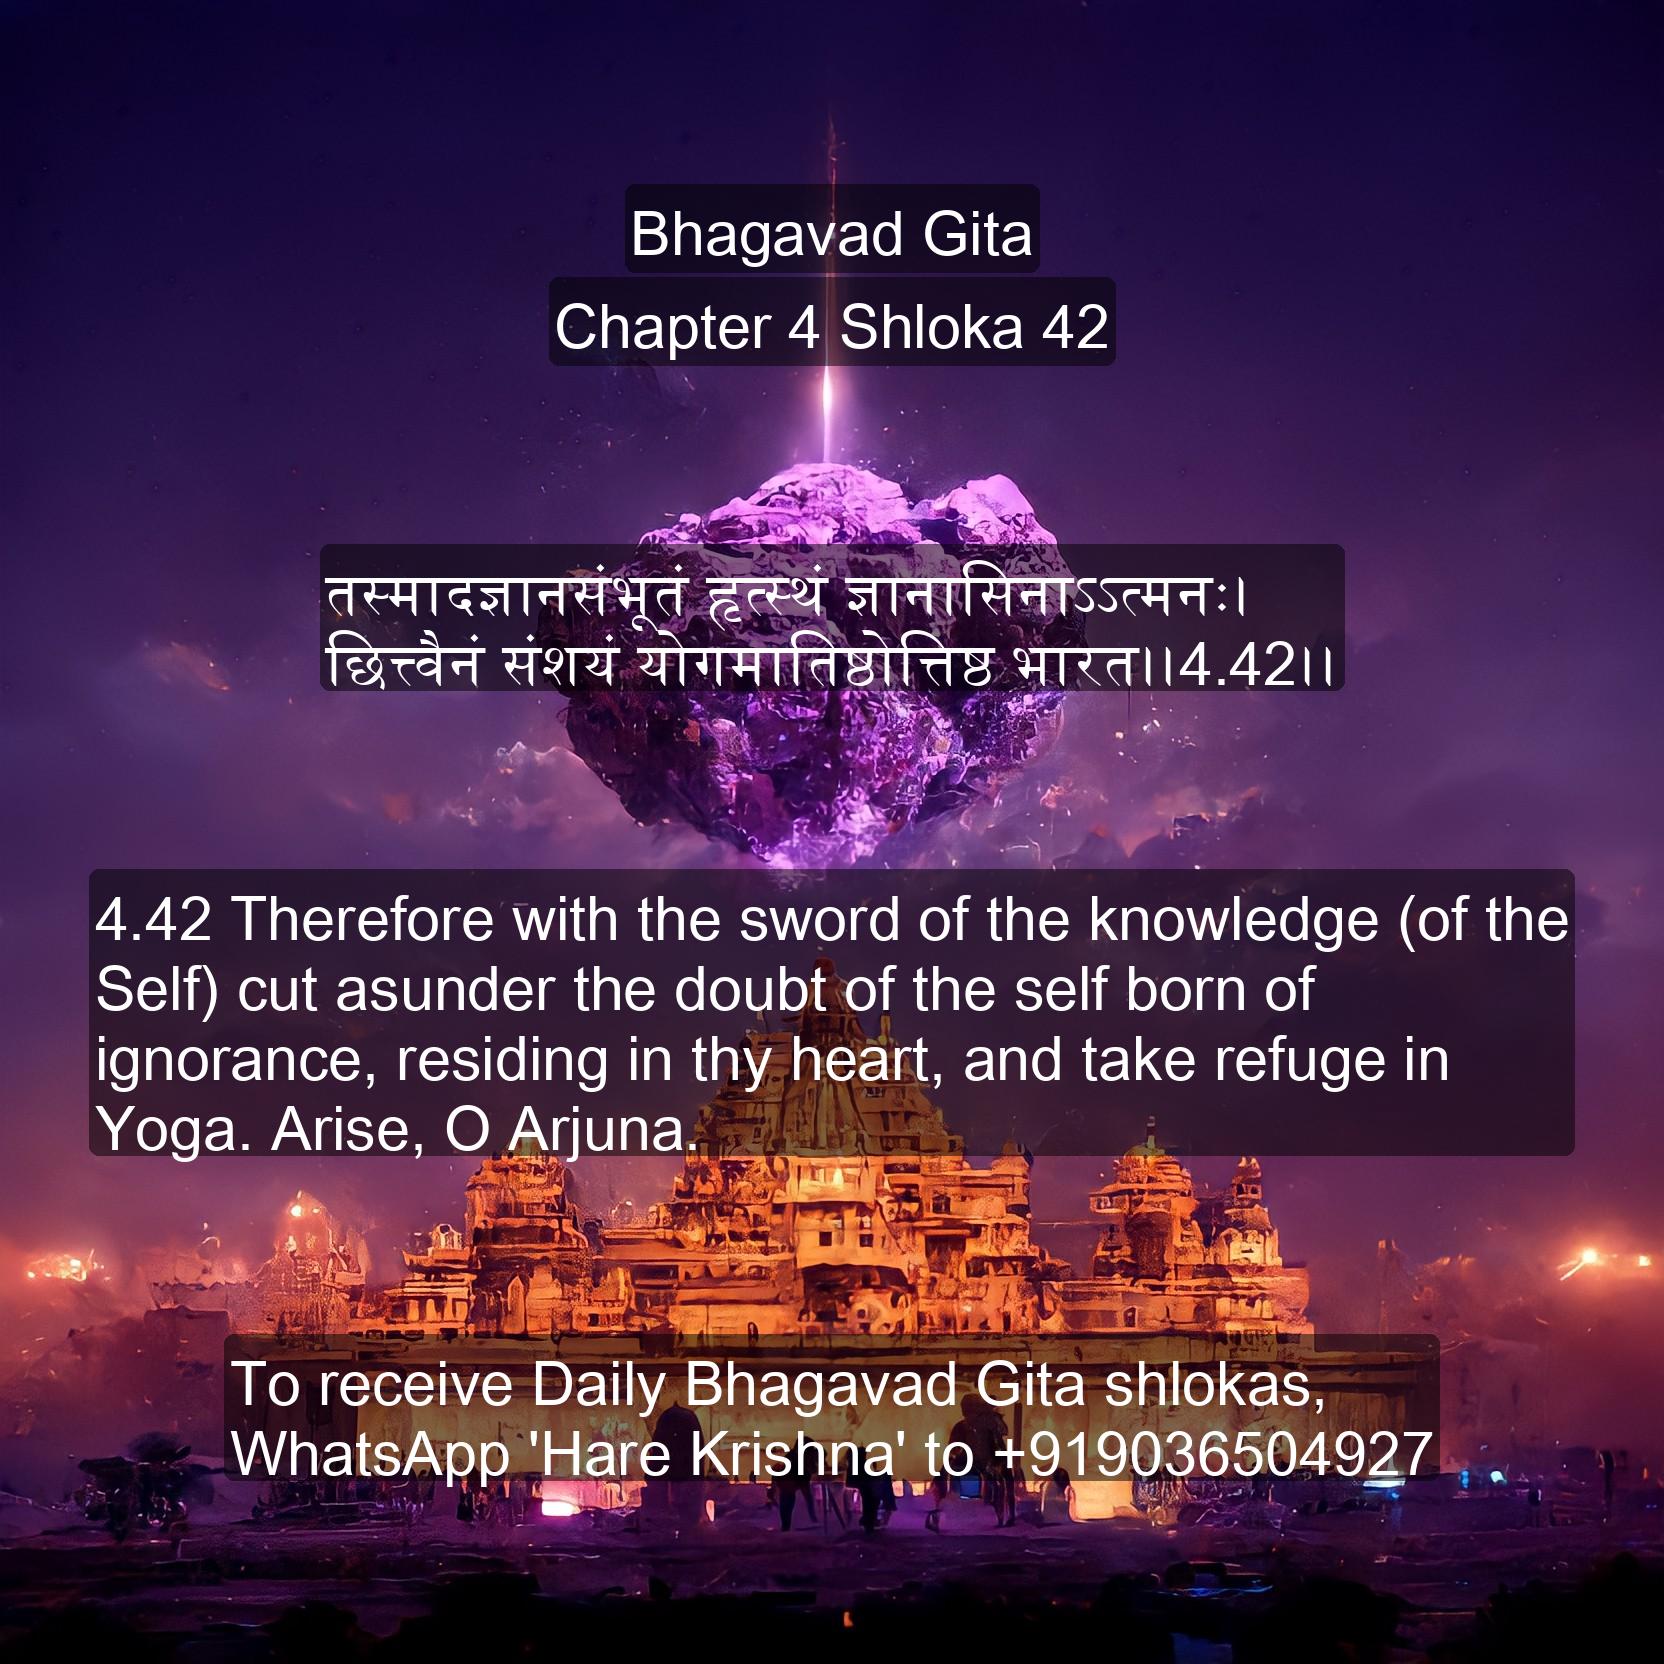 Bhagavad Gita
Chapter 4 Shloka 42
तस्मादज्ञानसंभूतं हृत्स्थं ज्ञानासिनाऽऽत्मनः।
छित्त्वैनं संशयं योगमातिष्ठोत्तिष्ठ भारत।।4.42।।
4.42 Therefore with the sword of the knowledge (of the
Self) cut asunder the doubt of the self born of
ignorance, residing in thy heart, and take refuge in
Yoga. Arise, O Arjuna.
To receive Daily Bhagavad Gita shlokas,
WhatsApp 'Hare Krishna' to +919036504927